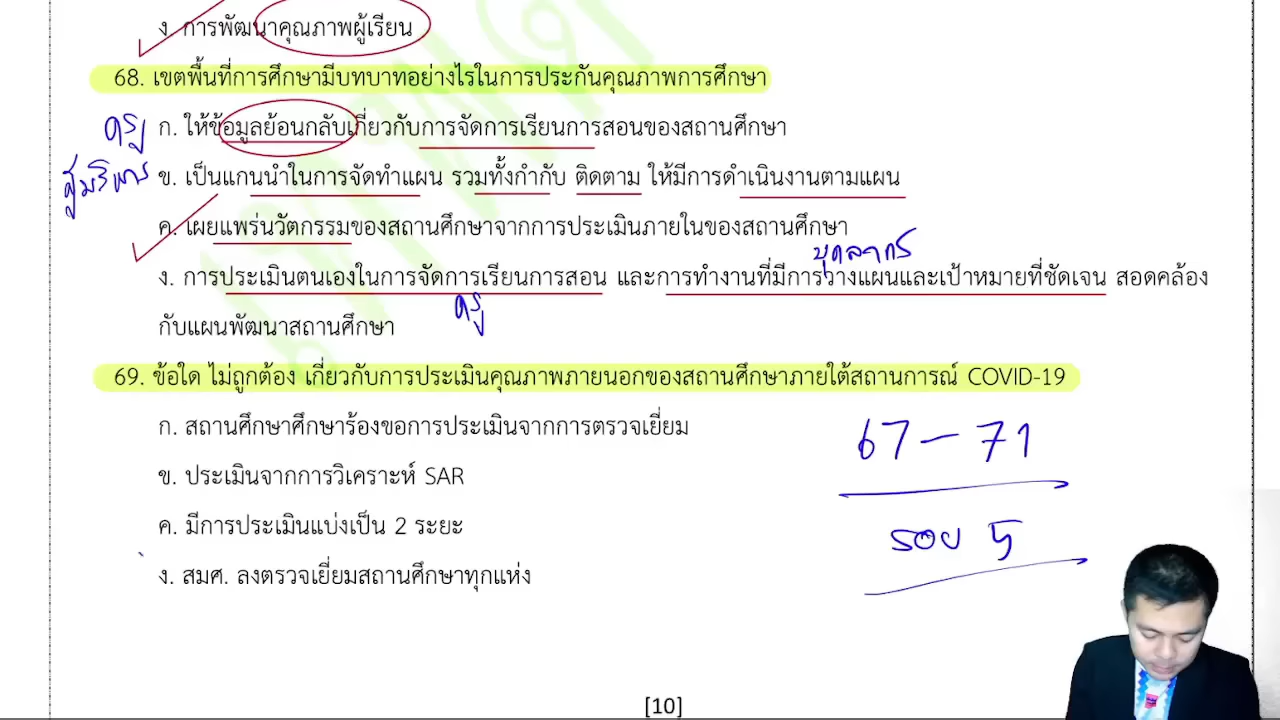 ง. การพัฒนาคุณภาพผู้เรียน
68. เขตพื้นที่การศึกษามีบทบาทอย่างไรในการประกันคุณภาพการศึกษา
ครู
ก. ให้ข้อมูลย้อนกลับเกี่ยวกับการจัดการเรียนการสอนของสถานศึกษา
ผู้บริหาร
ข. เป็นแกนนำในการจัดทำแผน รวมทั้งกำกับ ติดตาม ให้มีการดำเนินงานตามแผน
ค. เผยแพร่นวัตกรรมของสถานศึกษาจากการประเมินภายในของสถานศึกษา
บุคลากร
ง. การประเมินตนเองในการจัดการเรียนการสอน และการทำงานที่มีการวางแผนและเป้าหมายที่ชัดเจน สอดคล้อง
ครู
กับแผนพัฒนาสถานศึกษา
69. ข้อใด ไม่ถูกต้อง เกี่ยวกับการประเมินคุณภาพภายนอกของสถานศึกษาภายใต้สถานการณ์ COVID-19
ก. สถานศึกษาศึกษาร้องขอการประเมินจากการตรวจเยี่ยม
67 – 71
ข. ประเมินจากการวิเคราะห์ SAR
ค. มีการประเมินแบ่งเป็น 2 ระยะ
รอบ 5
ง. สมศ. ลงตรวจเยี่ยมสถานศึกษาทุกแห่ง
[10]